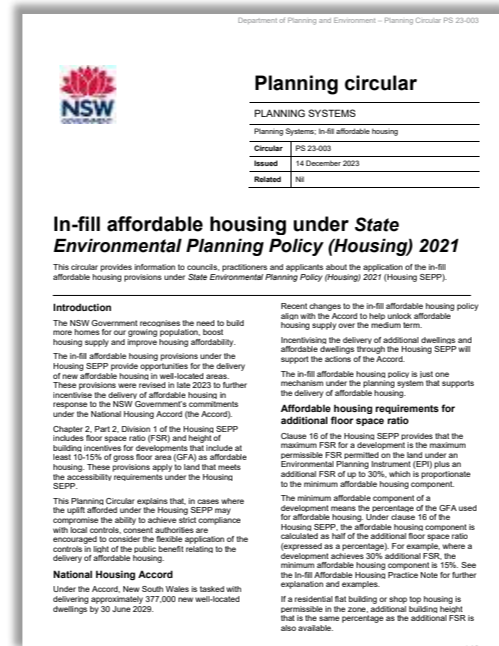 Department of Planning and Environment – Planning Circular PS 23-003
NSW
GOVERNMENT
Planning circular
PLANNING SYSTEMS
Planning Systems; In-fill affordable housing
Circular PS 23-003
Issued 14 December 2023
Related Nil
In-fill affordable housing under State
Environmental Planning Policy (Housing) 2021
This circular provides information to councils, practitioners and applicants about the application of the in-fill
affordable housing provisions under State Environmental Planning Policy (Housing) 2021 (Housing SEPP).
Introduction
The NSW Government recognises the need to build
more homes for our growing population, boost
housing supply and improve housing affordability.
The in-fill affordable housing provisions under the
Housing SEPP provide opportunities for the delivery
of new affordable housing in well-located areas.
These provisions were revised in late 2023 to further
incentivise the delivery of affordable housing in
response to the NSW Government's commitments
under the National Housing Accord (the Accord).
Chapter 2, Part 2, Division 1 of the Housing SEPP
includes floor space ratio (FSR) and height of
building incentives for developments that include at
least 10-15% of gross floor area (GFA) as affordable
housing. These provisions apply to land that meets
the accessibility requirements under the Housing
SEPP.
This Planning Circular explains that, in cases where
the uplift afforded under the Housing SEPP may
compromise the ability to achieve strict compliance
with local controls, consent authorities are
encouraged to consider the flexible application of the
controls in light of the public benefit relating to the
delivery of affordable housing.
National Housing Accord
Under the Accord, New South Wales is tasked with
delivering approximately 377,000 new well-located
dwellings by 30 June 2029.
Recent changes to the in-fill affordable housing policy
align with the Accord to help unlock affordable
housing supply over the medium term.
Incentivising the delivery of additional dwellings and
affordable dwellings through the Housing SEPP will
support the actions of the Accord.
The in-fill affordable housing policy is just one
mechanism under the planning system that supports
the delivery of affordable housing.
Affordable housing requirements for
additional floor space ratio
Clause 16 of the Housing SEPP provides that the
maximum FSR for a development is the maximum
permissible FSR permitted on the land under an
Environmental Planning Instrument (EPI) plus an
additional FSR of up to 30%, which is proportionate
to the minimum affordable housing component.
The minimum affordable component of a
development means the percentage of the GFA used
for affordable housing. Under clause 16 of the
Housing SEPP, the affordable housing component is
calculated as half of the additional floor space ratio
(expressed as a percentage). For example, where a
development achieves 30% additional FSR, the
minimum affordable housing component is 15%. See
the In-fill Affordable Housing Practice Note for further
explanation and examples.
If a residential flat building or shop top housing is
permissible in the zone, additional building height
that is the same percentage as the additional FSR is
also available.